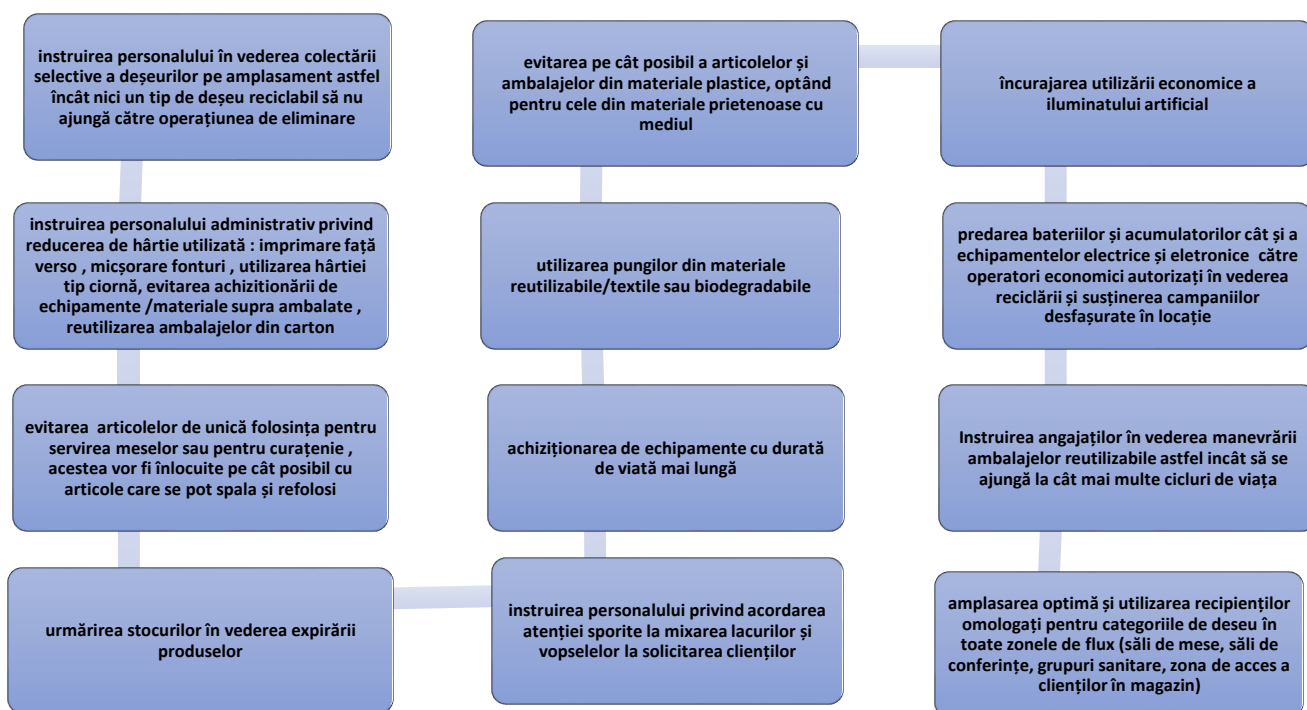 instruirea personalului în vederea colectării
selective a deșeurilor pe amplasament astfel
încât nici un tip de deșeu reciclabil să nu
ajungă către operațiunea de eliminare
instruirea personalului administrativ privind
reducerea de hârtie utilizată : imprimare față
verso , micșorare fonturi , utilizarea hârtiei
tip ciornă, evitarea achizitionării de
echipamente /materiale supra ambalate ,
reutilizarea ambalajelor din carton
evitarea  articolelor de unică folosința pentru
servirea meselor sau pentru curațenie ,
acestea vor fi înlocuite pe cât posibil cu
articole care se pot spala și refolosi
urmărirea stocurilor în vederea expirării
produselor
instruirea personalului privind acordarea
atenției sporite la mixarea lacurilor și
vopselelor la solicitarea clienților
achiziționarea de echipamente cu durată
de viată mai lungă
utilizarea pungilor din materiale
reutilizabile/textile sau biodegradabile
evitarea pe cât posibil a articolelor și
ambalajelor din materiale plastice, optând
pentru cele din materiale prietenoase cu
mediul
încurajarea utilizării economice a
iluminatului artificial
predarea bateriilor și acumulatorilor cât și a
echipamentelor electrice și eletronice  către
operatori economici autorizați în vederea
reciclării și susținerea campaniilor
desfașurate în locație
Instruirea angajaților în vederea manevrării
ambalajelor reutilizabile astfel incât să se
ajungă la cât mai multe cicluri de viața
amplasarea optimă și utilizarea recipienților
omologați pentru categoriile de deseu în
toate zonele de flux (săli de mese, săli de
conferințe, grupuri sanitare, zona de acces a
clienților în magazin)